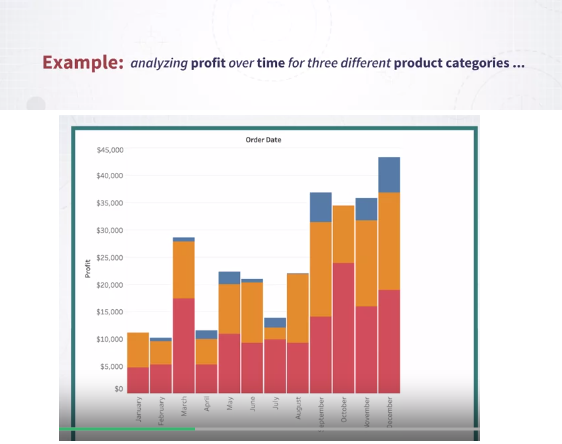 Example: analyzing profit over time for three different product categories ...
Order Date
$45,000
$40,000
$35,000
$30,000
$25,000
$20,000
$15,000
$10,000
$5,000
$0
Profit
January
February
March
April
May
June
July
August
September
October
November
December